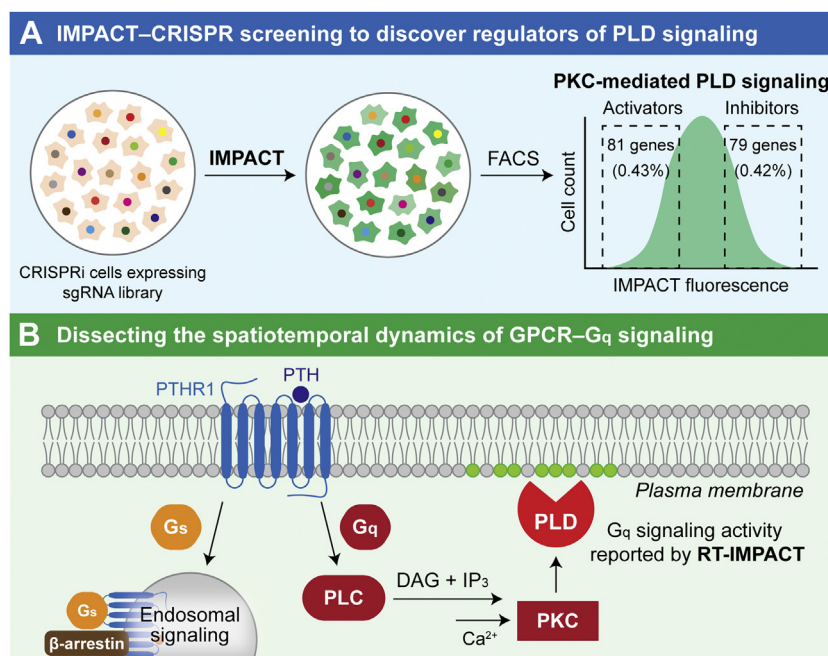 A IMPACT–CRISPR screening to discover regulators of PLD signaling
PKC-mediated PLD signaling
Activators
Inhibitors
81 genes
(0.43%)
79 genes
(0.42%)
IMPACT
FACS
Cell count
IMPACT fluorescence
CRISPRi cells expressing
sgRNA library
B Dissecting the spatiotemporal dynamics of GPCR–Gq signaling
PTHR1
PTH
Plasma membrane
Gs
Gq
PLD
Gq signaling activity
reported by RT-IMPACT
PLC
DAG + IP3
Ca2+
PKC
Gs
β-arrestin
Endosomal
signaling